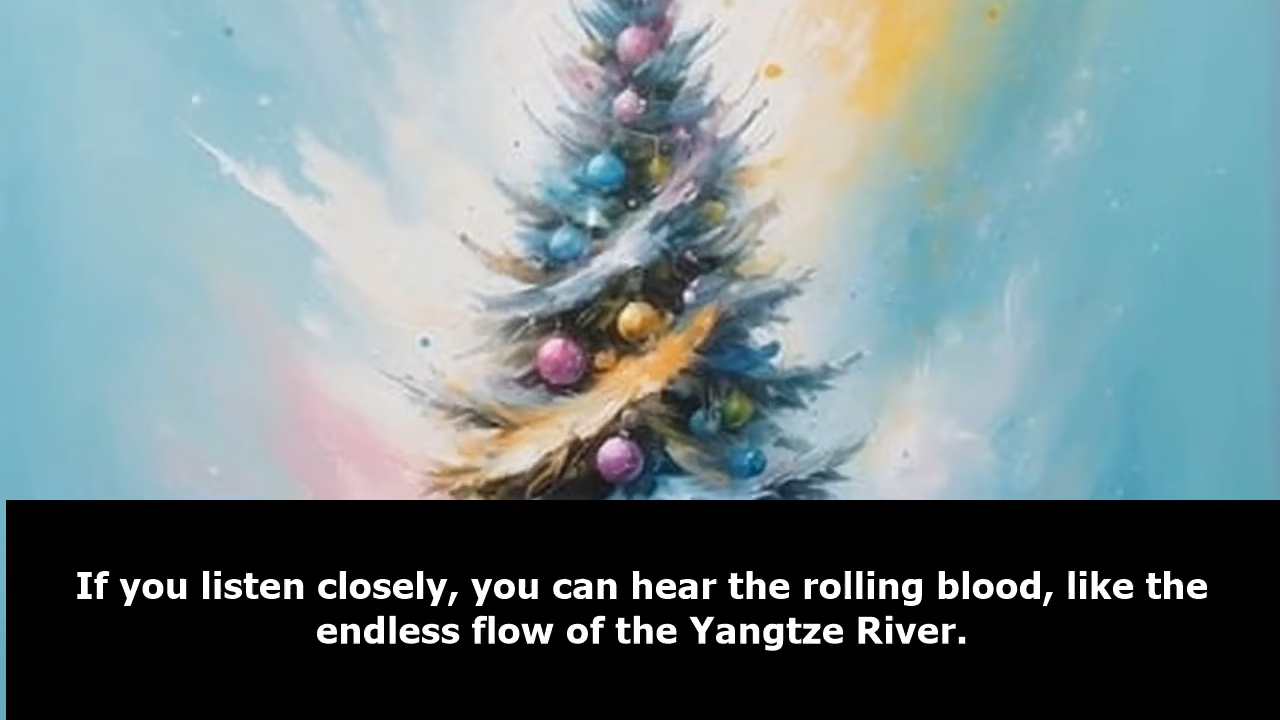 If you listen closely, you can hear the rolling blood, like the
endless flow of the Yangtze River.